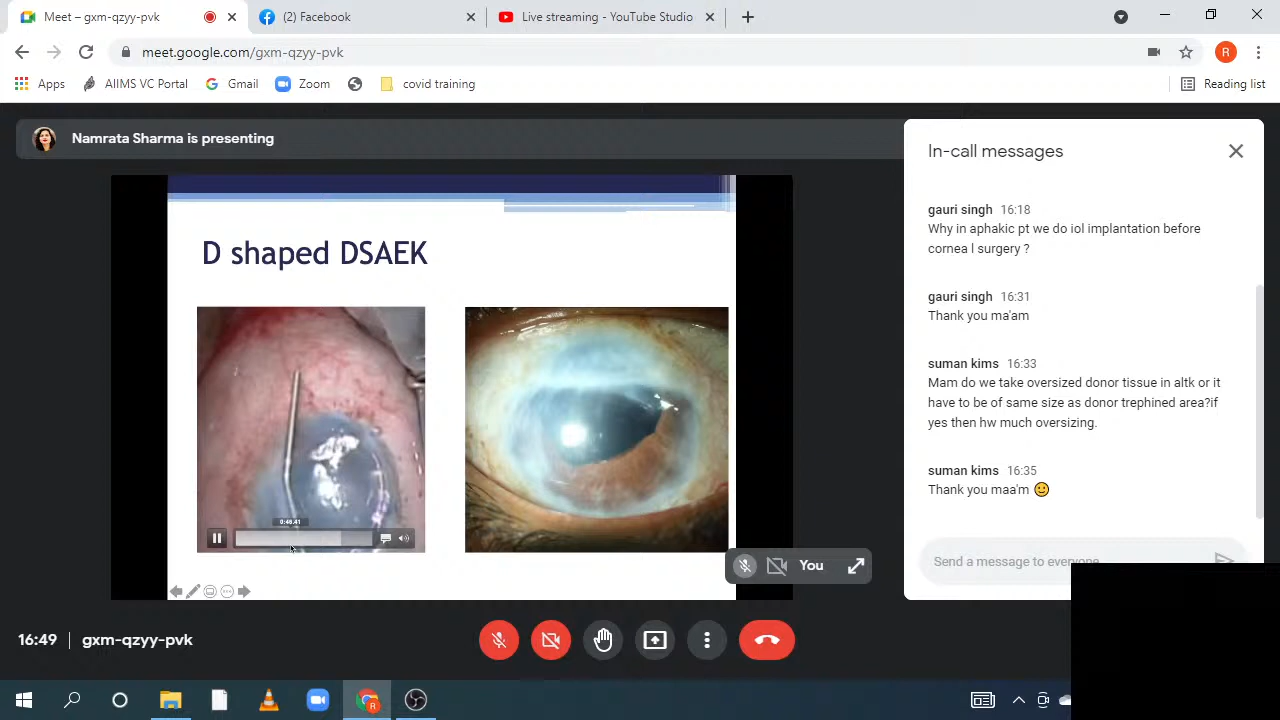 Meet – gxm-qzyy-pvk
(2) Facebook
Live streaming - YouTube Studio
meet.google.com/gxm-qzyy-pvk
R
Apps
AIIMS VC Portal
Gmail
Zoom
covid training
Reading list
Namrata Sharma is presenting
D shaped DSAEK
0:46.41
You
In-call messages
gauri singh 16:18
Why in aphakic pt we do iol implantation before
cornea l surgery ?
gauri singh 16:31
Thank you ma'am
suman kims 16:33
Mam do we take oversized donor tissue in altk or it
have to be of same size as donor trephined area?if
yes then hw much oversizing.
suman kims 16:35
Thank you maa'm
Send a message to everyone
16:49 | gxm-qzyy-pvk
R